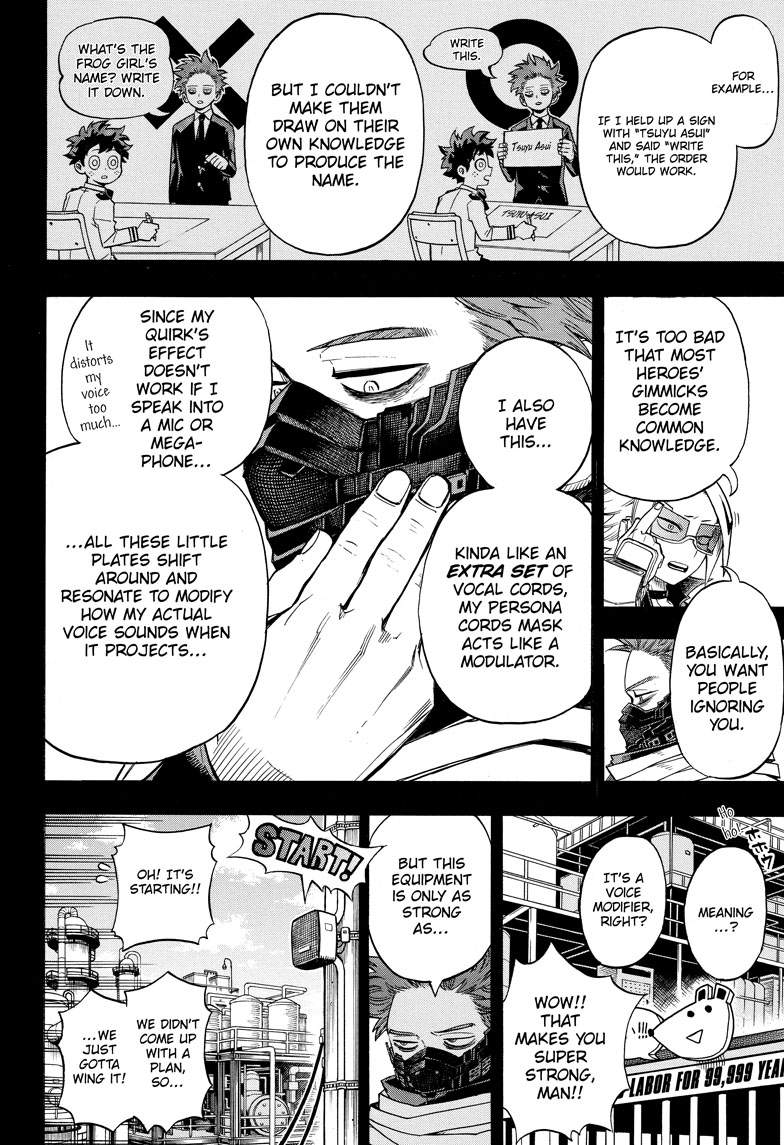 FOR
EXAMPLE...
IF I HELD UP A SIGN
WITH "TSUYU ASUI"
AND SAID "WRITE
THIS," THE ORDER
WOULD WORK.
WRITE
THIS.
Tsuyu Asui
TSUYU ASUI
BUT I COULDN'T
MAKE THEM
DRAW ON THEIR
OWN KNOWLEDGE
TO PRODUCE THE
NAME.
WHAT'S THE
FROG GIRL'S
NAME? WRITE
IT DOWN.
IT'S TOO BAD
THAT MOST
HEROES'
GIMMICKS
BECOME
COMMON
KNOWLEDGE.
BASICALLY,
YOU WANT
PEOPLE
IGNORING
YOU.
I ALSO
HAVE
THIS...
KINDA LIKE AN
EXTRA SET OF
VOCAL CORDS,
MY PERSONA
CORDS MASK
ACTS LIKE A
MODULATOR.
SINCE MY
QUIRK'S
EFFECT
DOESN'T
WORK IF I
SPEAK INTO
A MIC OR
MEGA-
PHONE...
It
distorts
my
voice
too
much...
...ALL THESE LITTLE
PLATES SHIFT
AROUND AND
RESONATE TO MODIFY
HOW MY ACTUAL
VOICE SOUNDS WHEN
IT PROJECTS...
Ho
ho
MEANING
...?
IT'S A
VOICE
MODIFIER,
RIGHT?
WOW!!
THAT
MAKES YOU
SUPER
STRONG,
MAN!!
LABOR FOR 99,999 YEA
BUT THIS
EQUIPMENT
IS ONLY AS
STRONG
AS...
START!
OH! IT'S
STARTING!!
WE DIDN'T
COME UP
WITH A
PLAN,
SO...
...WE
JUST
GOTTA
WING IT!